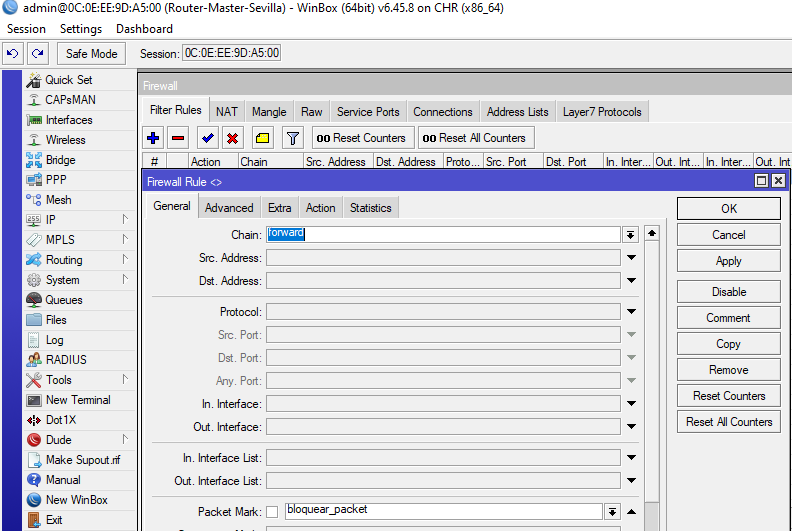 admin@0C:0E:EE:9D:A5:00 (Router-Master-Sevilla) - WinBox (64bit) v6.45.8 on CHR (x86_64)
Session Settings Dashboard
Safe Mode Session: 0C:0E:EE:9D:A5:00
Quick Set
CAPsMAN
Interfaces
Wireless
Bridge
PPP
Mesh
IP
MPLS
Routing
System
Queues
Files
Log
RADIUS
Tools
New Terminal
Dot1X
Dude
Make Supout.rif
Manual
New WinBox
Exit
Firewall
Filter Rules NAT Mangle Raw Service Ports Connections Address Lists Layer7 Protocols
00 Reset Counters 00 Reset All Counters
# Action Chain Src. Address Dst. Address Proto... Src. Port Dst. Port In. Inter... Out. Int... In. Inter... Out. Int
Firewall Rule <>
General Advanced Extra Action Statistics
Chain: forward
Src. Address:
Dst. Address:
Protocol:
Src. Port:
Dst. Port:
Any. Port:
In. Interface:
Out. Interface:
In. Interface List:
Out. Interface List:
Packet Mark: bloquear_packet
OK
Cancel
Apply
Disable
Comment
Copy
Remove
Reset Counters
Reset All Counters